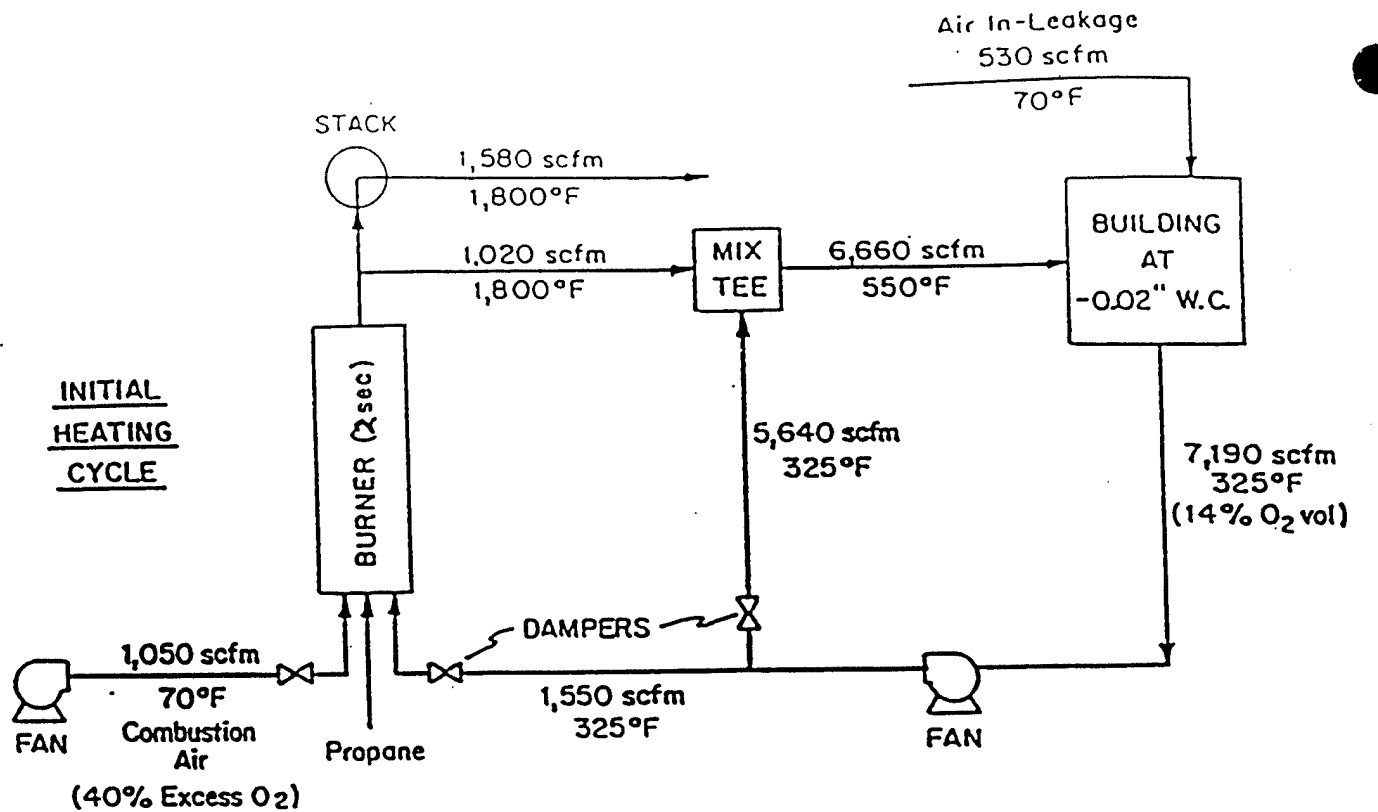 Air In-Leakage
530 scfm
70°F
STACK
1,580 scfm
1,800°F
1,020 scfm
1,800°F
MIX
TEE
6,660 scfm
550°F
BUILDING
AT
-0.02" W.C.
BURNER (2sec)
INITIAL
HEATING
CYCLE
5,640 scfm
325°F
7,190 scfm
325°F
(14% O₂ vol)
DAMPERS
1,050 scfm
70°F
Combustion
Air
(40% Excess O₂)
FAN
Propane
1,550 scfm
325°F
FAN